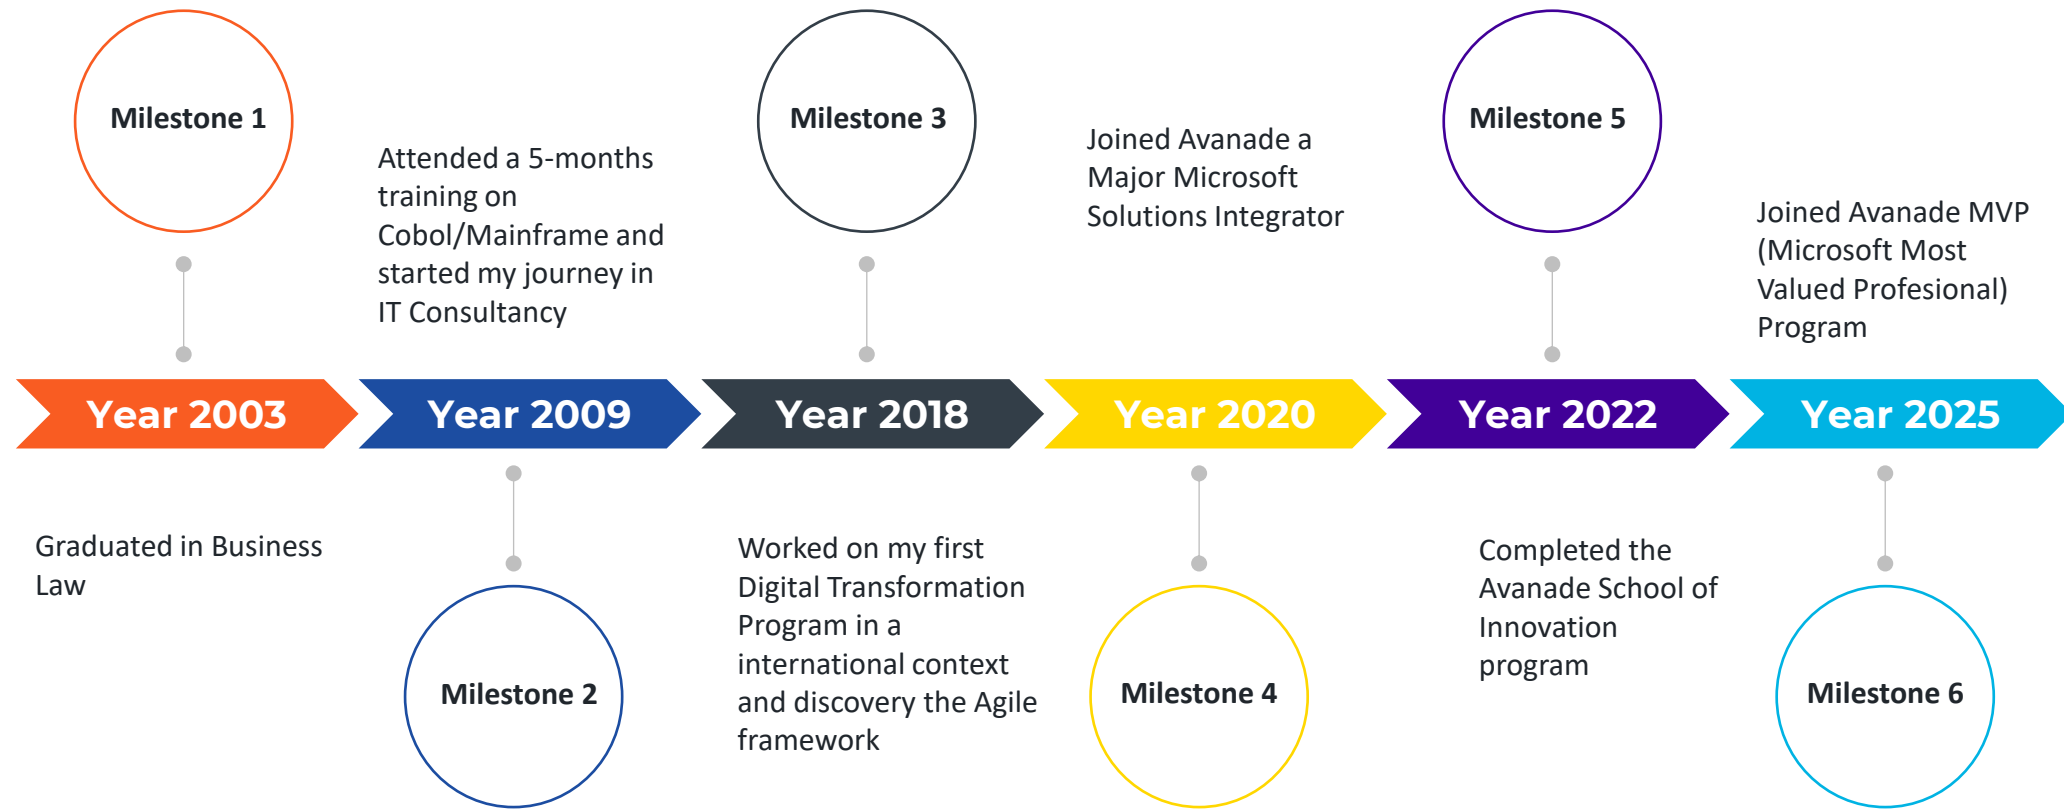 Milestone 1
Graduated in Business
Law
Year 2003
Attended a 5-months
training on
Cobol/Mainframe and
started my journey in
IT Consultancy
Year 2009
Milestone 2
Milestone 3
Year 2018
Worked on my first
Digital Transformation
Program in a
international context
and discovery the Agile
framework
Joined Avanade a
Major Microsoft
Solutions Integrator
Year 2020
Milestone 4
Milestone 5
Year 2022
Completed the
Avanade School of
Innovation
program
Joined Avanade MVP
(Microsoft Most
Valued Profesional)
Program
Year 2025
Milestone 6